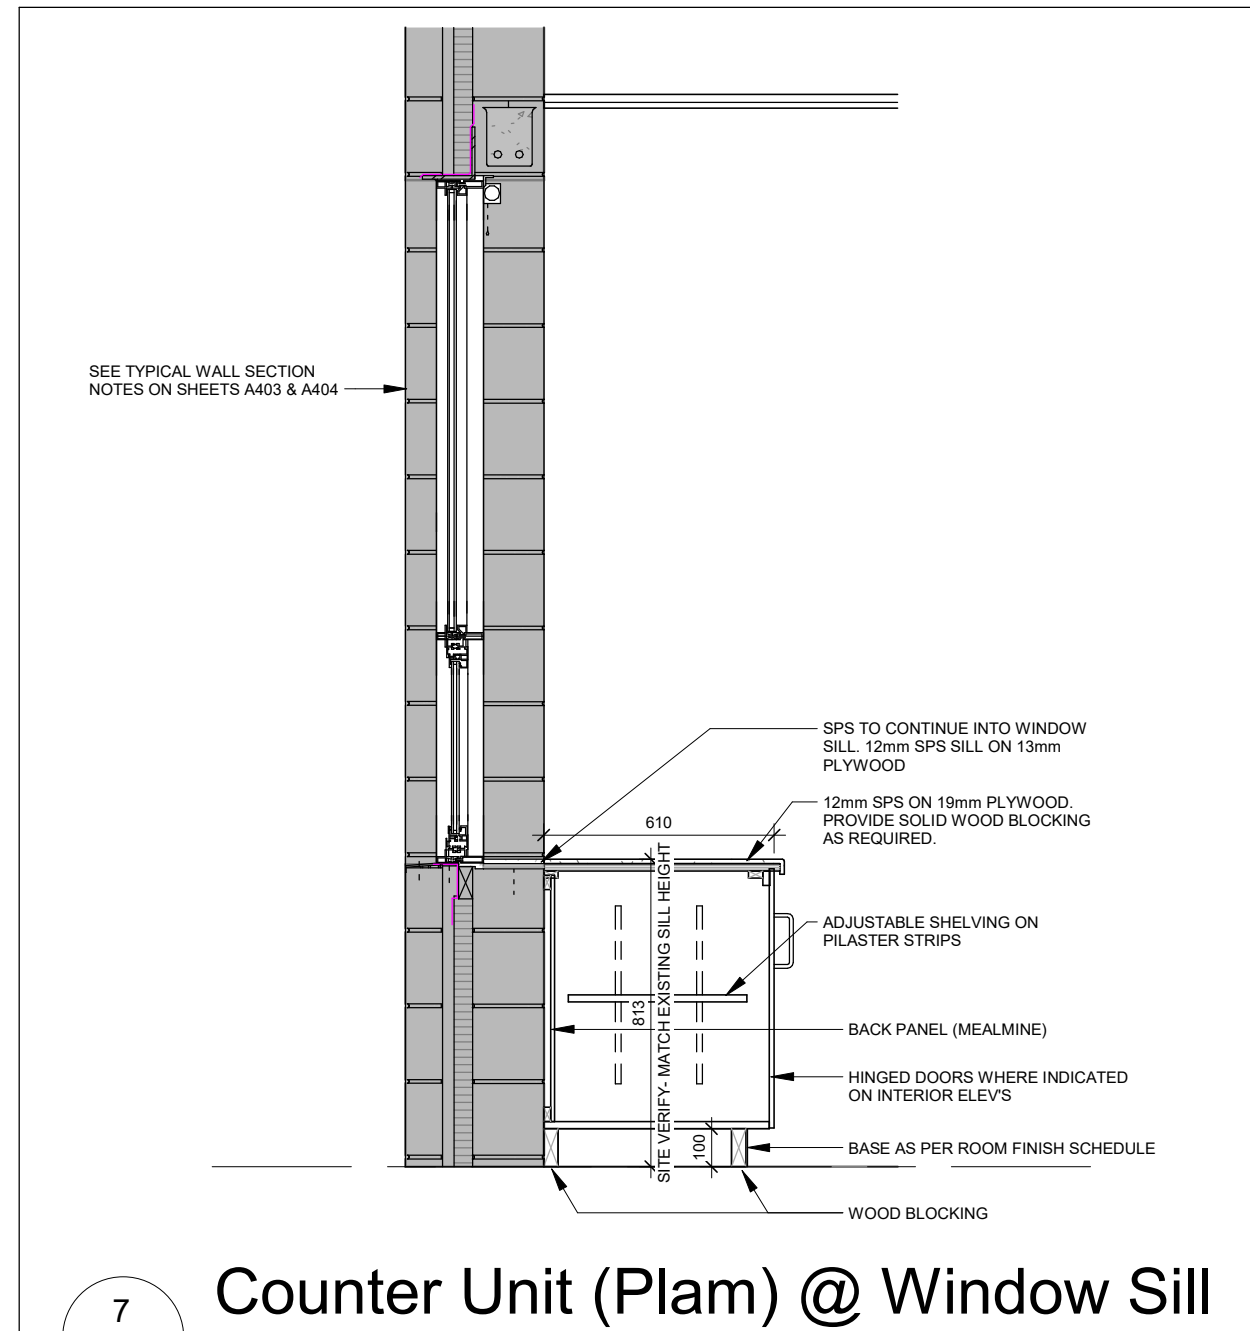 SEE TYPICAL WALL SECTION
NOTES ON SHEETS A403 & A404
SPS TO CONTINUE INTO WINDOW
SILL. 12mm SPS SILL ON 13mm
PLYWOOD
12mm SPS ON 19mm PLYWOOD.
PROVIDE SOLID WOOD BLOCKING
AS REQUIRED.
610
ADJUSTABLE SHELVING ON
PILASTER STRIPS
813
SITE VERIFY- MATCH EXISTING SILL HEIGHT
BACK PANEL (MEALMINE)
HINGED DOORS WHERE INDICATED
ON INTERIOR ELEV'S
100
BASE AS PER ROOM FINISH SCHEDULE
WOOD BLOCKING
7
Counter Unit (Plam) @ Window Sill